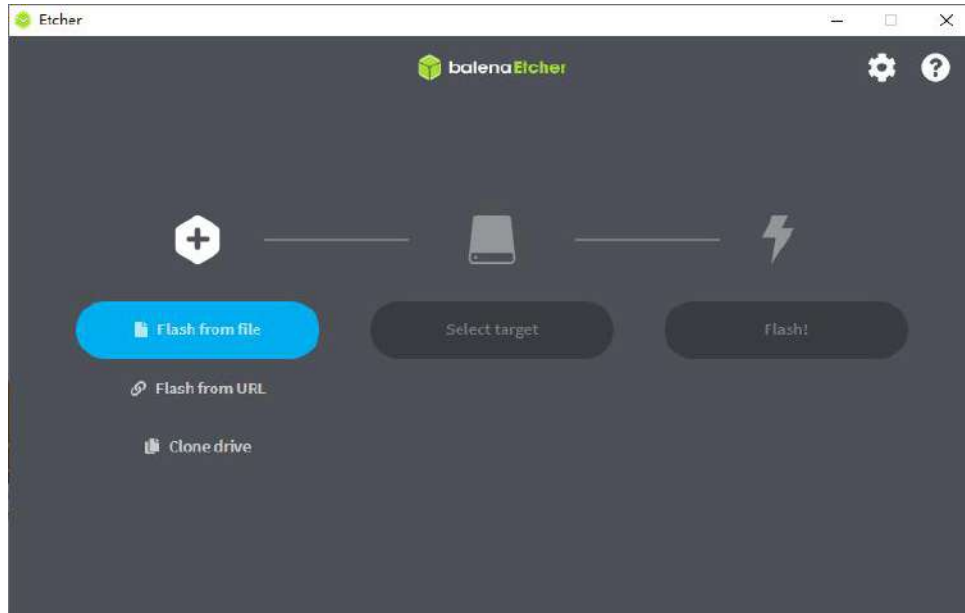 Etcher
balenaEtcher
Flash from file
Select target
Flash!
Flash from URL
Clone drive